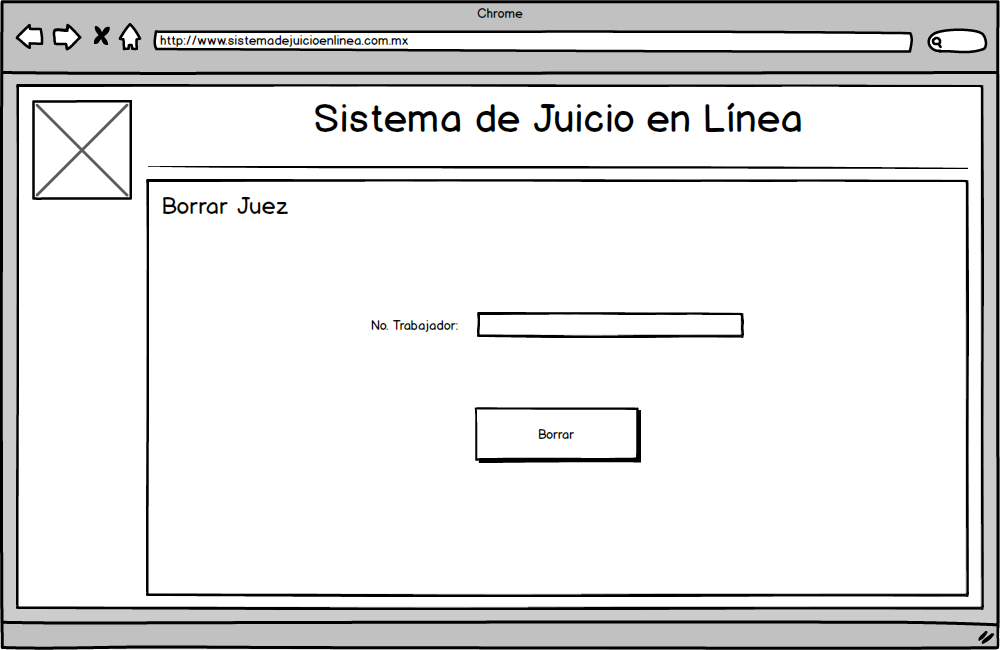 Chrome
http://www.sistemadejuicioenlinea.com.mx
Sistema de Juicio en Línea
Borrar Juez
No. Trabajador:
Borrar